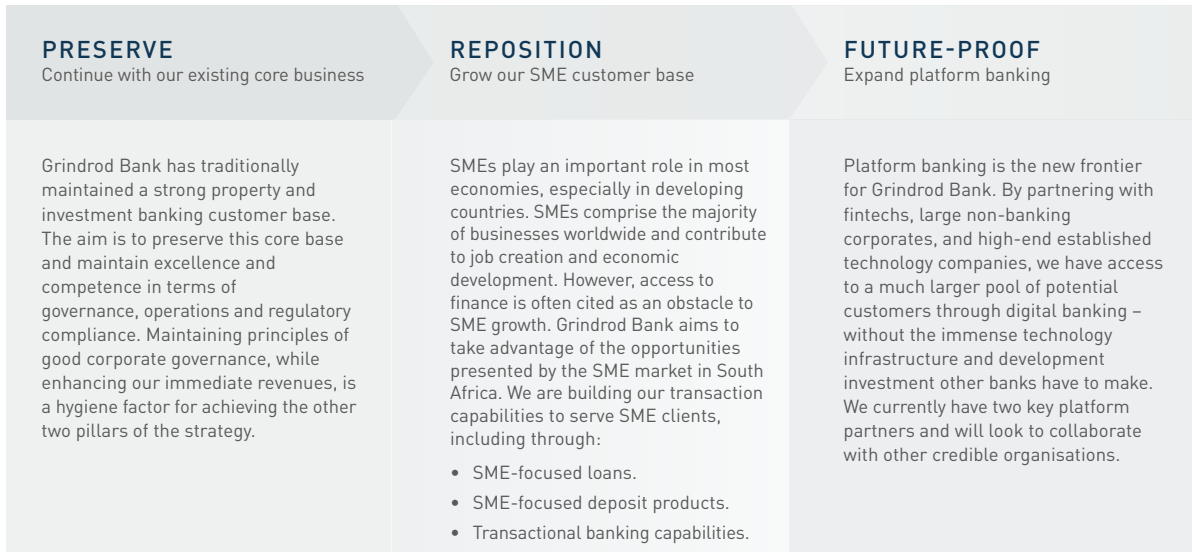 PRESERVE
Continue with our existing core business
Grindrod Bank has traditionally
maintained a strong property and
investment banking customer base.
The aim is to preserve this core base
and maintain excellence and
competence in terms of
governance, operations and regulatory
compliance. Maintaining principles of
good corporate governance, while
enhancing our immediate revenues, is
a hygiene factor for achieving the other
two pillars of the strategy.
REPOSITION
Grow our SME customer base
SMEs play an important role in most
economies, especially in developing
countries. SMEs comprise the majority
of businesses worldwide and contribute
to job creation and economic
development. However, access to
finance is often cited as an obstacle to
SME growth. Grindrod Bank aims to
take advantage of the opportunities
presented by the SME market in South
Africa. We are building our transaction
capabilities to serve SME clients,
including through:
• SME-focused loans.
• SME-focused deposit products.
• Transactional banking capabilities.
FUTURE-PROOF
Expand platform banking
Platform banking is the new frontier
for Grindrod Bank. By partnering with
fintechs, large non-banking
corporates, and high-end established
technology companies, we have access
to a much larger pool of potential
customers through digital banking –
without the immense technology
infrastructure and development
investment other banks have to make.
We currently have two key platform
partners and will look to collaborate
with other credible organisations.